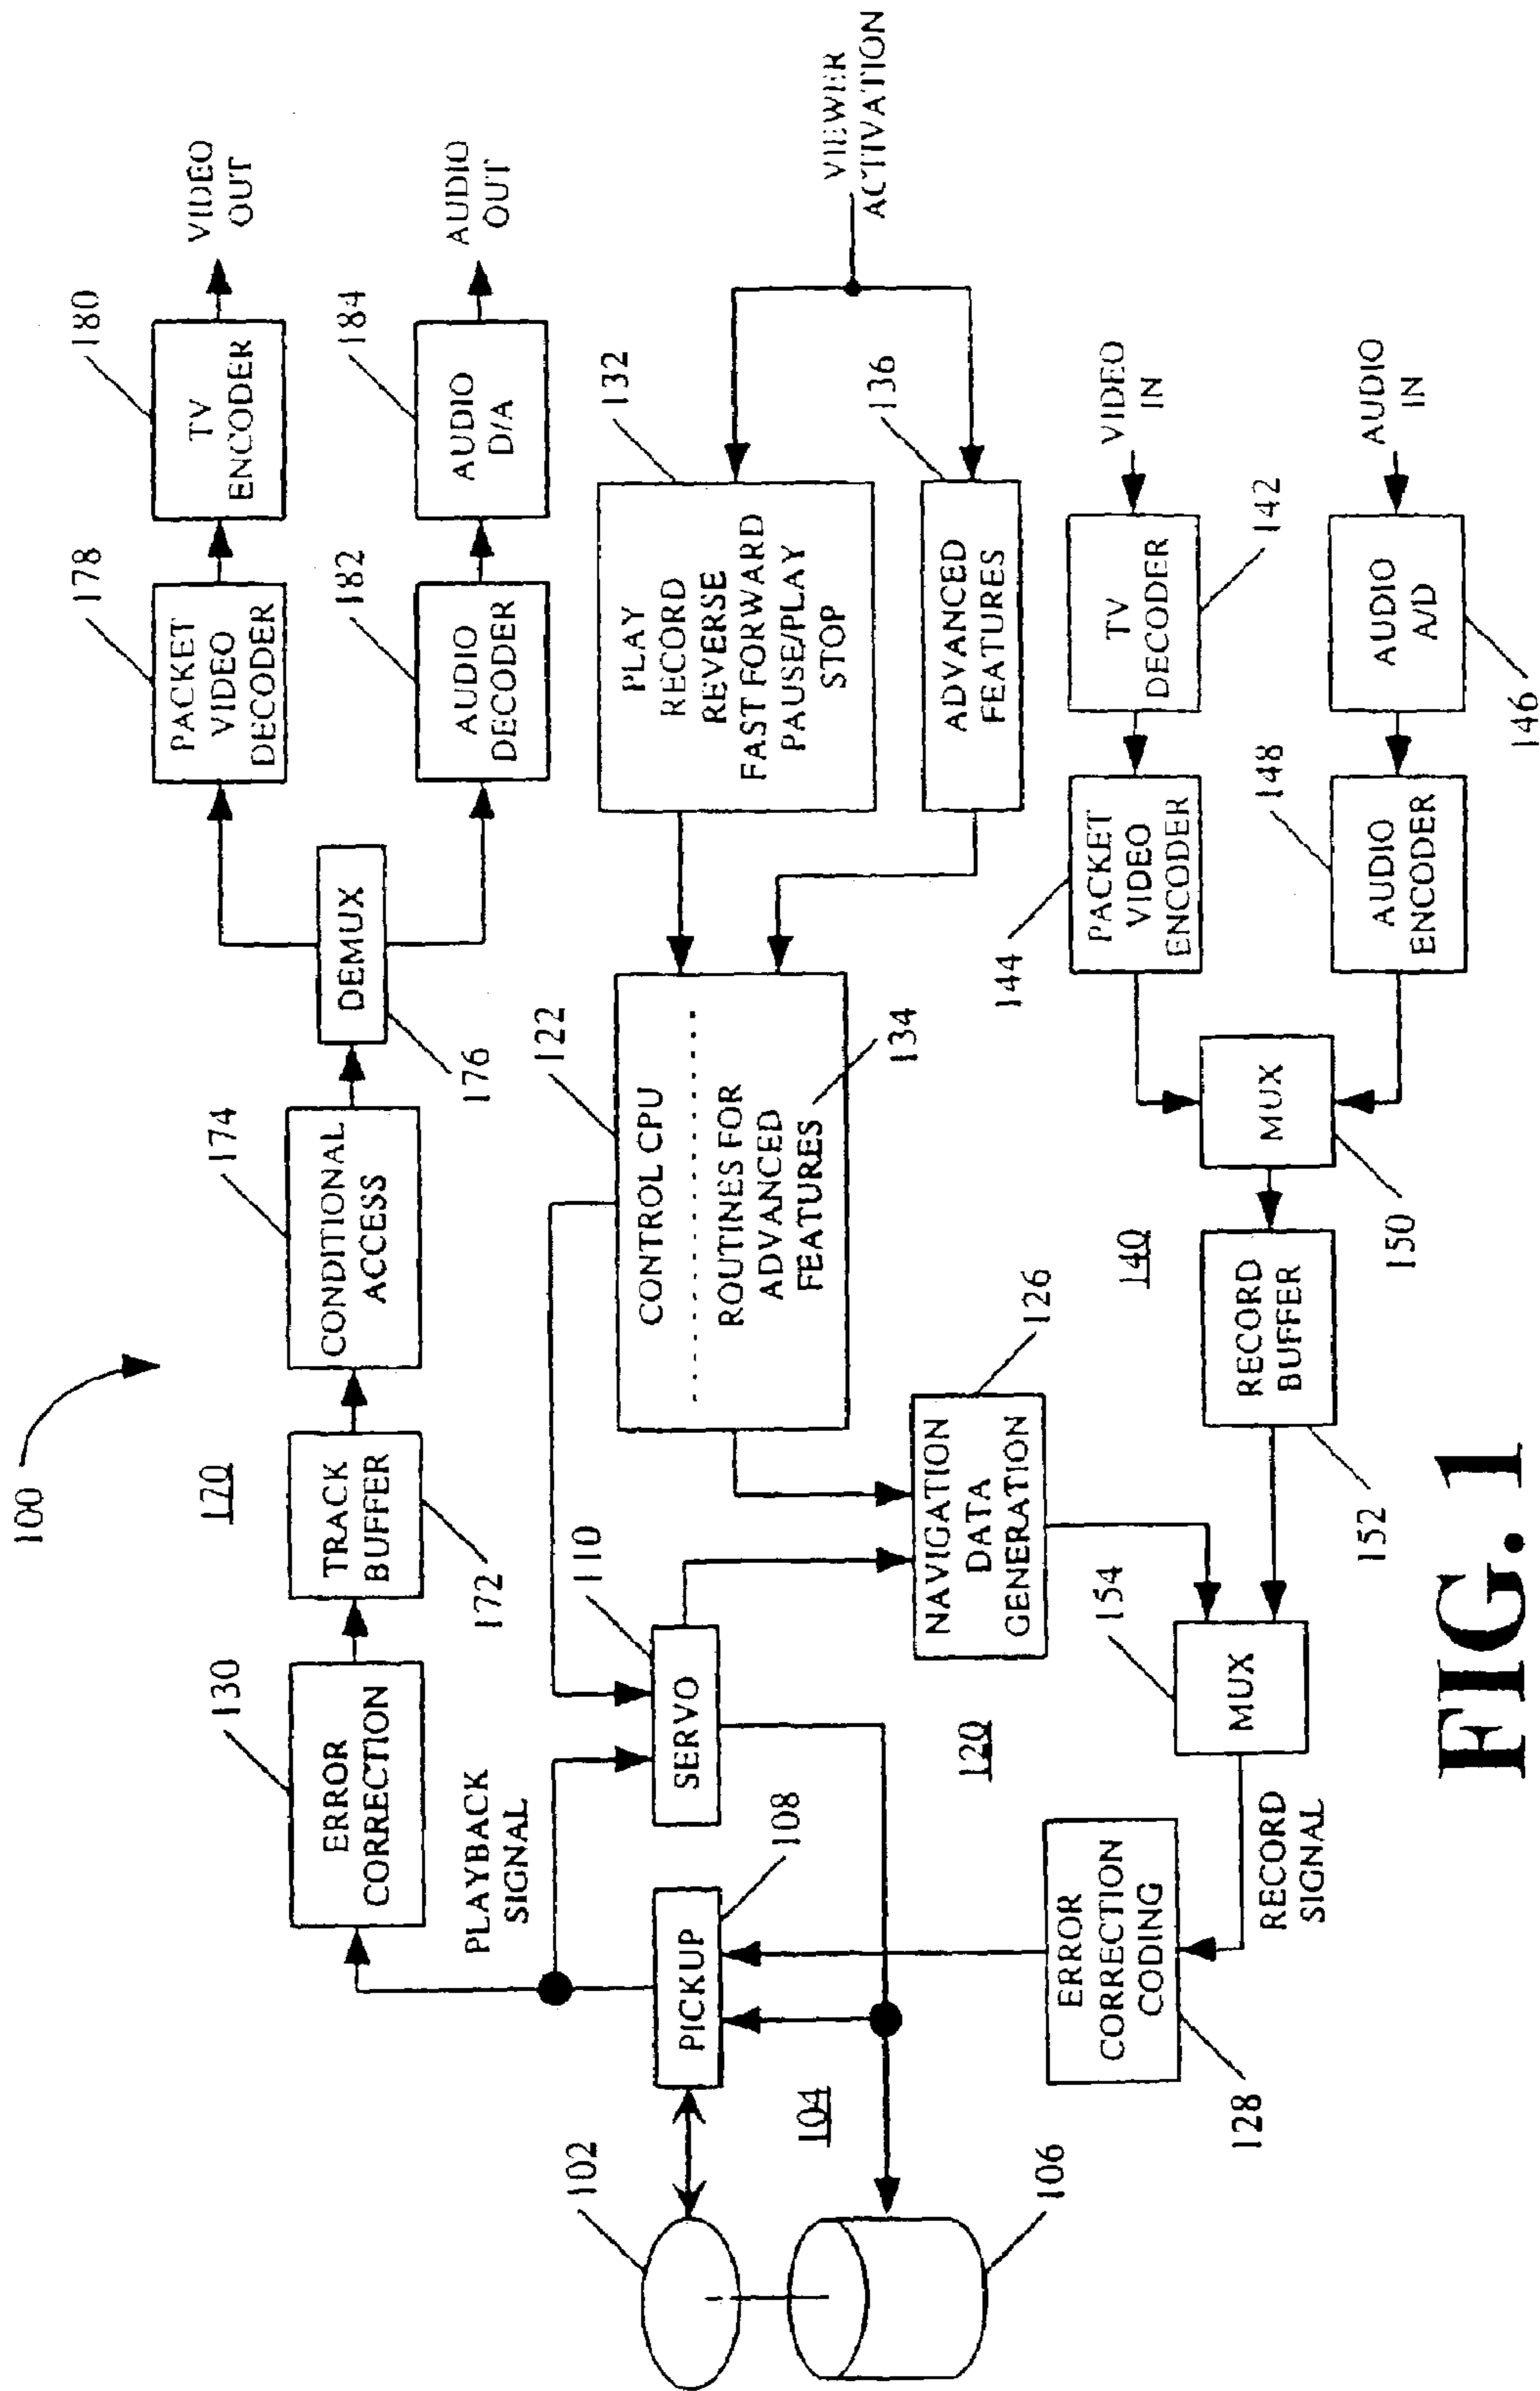 100
170
130
ERROR
CORRECTION
TRACK
BUFFER
172
174
CONDITIONAL
ACCESS
DEMUX
176
178
PACKET
VIDEO
DECODER
180
TV
ENCODER
VIDEO
OUT
182
AUDIO
DECODER
184
AUDIO
D/A
AUDIO
OUT
PLAYBACK
SIGNAL
102
PICKUP
108
SERVO
110
104
106
120
122
CONTROL CPU
ROUTINES FOR
ADVANCED
FEATURES
134
132
PLAY
RECORD
REVERSE
FAST FORWARD
PAUSE/PLAY
STOP
136
ADVANCED
FEATURES
VIEWER
ACTIVATION
NAVIGATION
DATA
GENERATION
126
ERROR
CORRECTION
CODING
128
RECORD
SIGNAL
MUX
154
RECORD
BUFFER
152
140
MUX
150
144
PACKET
VIDEO
ENCODER
TV
DECODER
142
VIDEO
IN
148
AUDIO
ENCODER
AUDIO
A/D
146
AUDIO
IN
FIG. 1